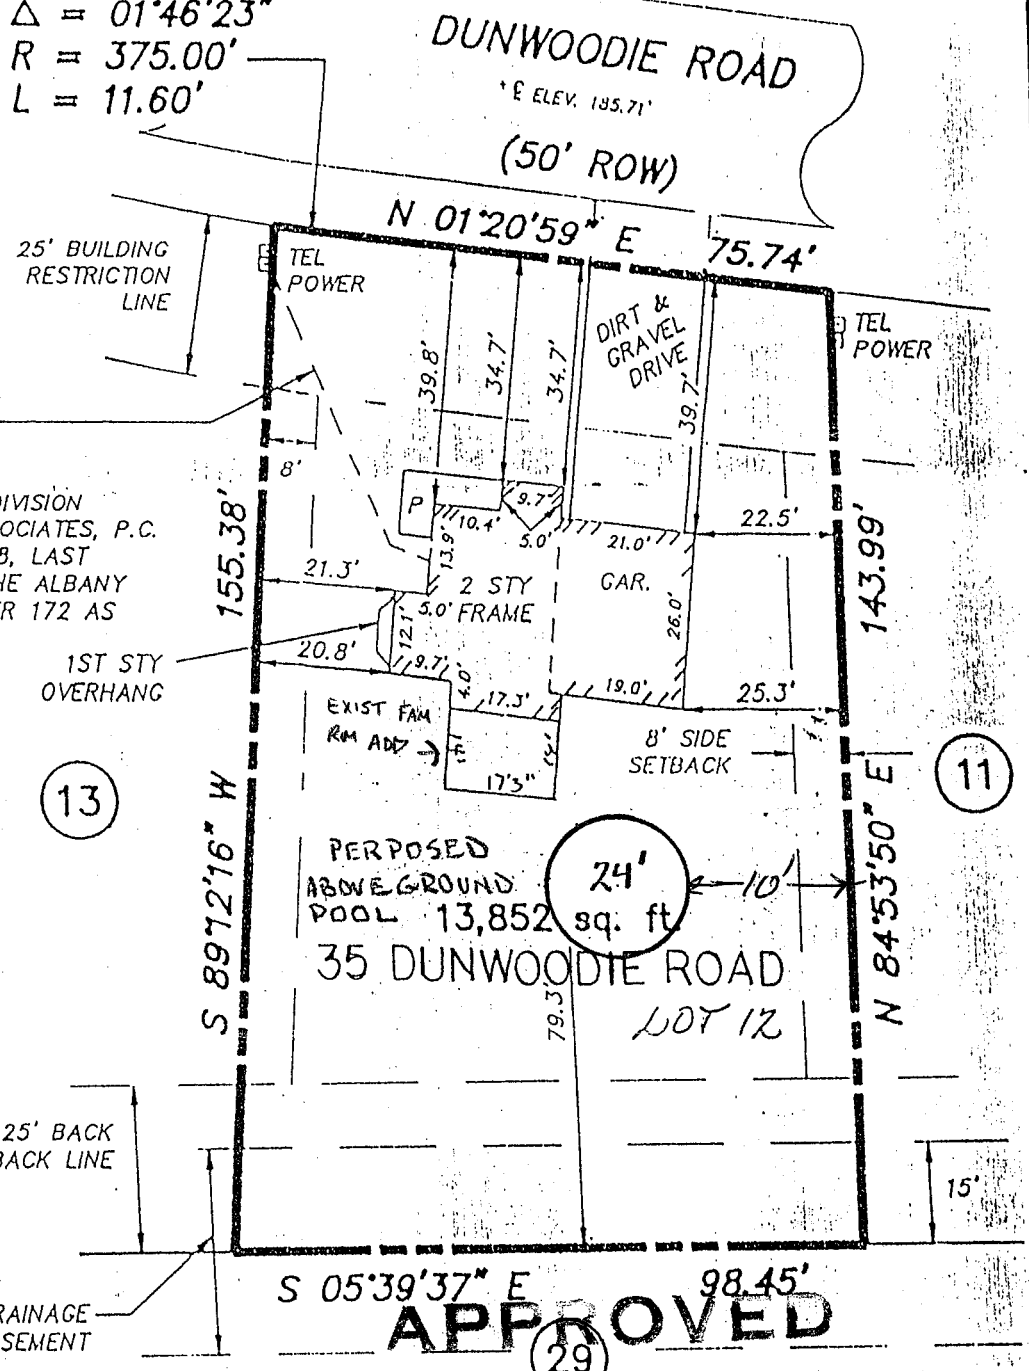 Δ = 01°46'23"
R = 375.00'
L = 11.60'
DUNWOODIE ROAD
+ ℄ ELEV. 185.71'
(50' ROW)
N 01°20'59" E 75.74'
25' BUILDING
RESTRICTION
LINE
TEL
POWER
DIRT &
GRAVEL
DRIVE
TEL
POWER
39.8'
34.7'
34.7'
39.7'
8'
P
9.7'
10.4'
5.0'
21.0'
22.5'
13.9'
DIVISION
OCIATES, P.C.
8, LAST
HE ALBANY
R 172 AS
155.38'
143.99'
21.3'
2 STY
FRAME
GAR.
5.0'
12.1'
26.0'
1ST STY
OVERHANG
20.8'
9.7'
4.0'
17.3'
19.0'
25.3'
EXIST FAM
RM ADD
8' SIDE
SETBACK
17'3"
13
11
S 89°12'16" W
N 84°53'50" E
PERPOSED
ABOVE GROUND
POOL
24'
10'
13,852 sq. ft.
35 DUNWOODIE ROAD
79.3'
LOT 12
25' BACK
BACK LINE
15'
S 05°39'37" E 98.45'
RAINAGE
SEMENT
APPROVED
29